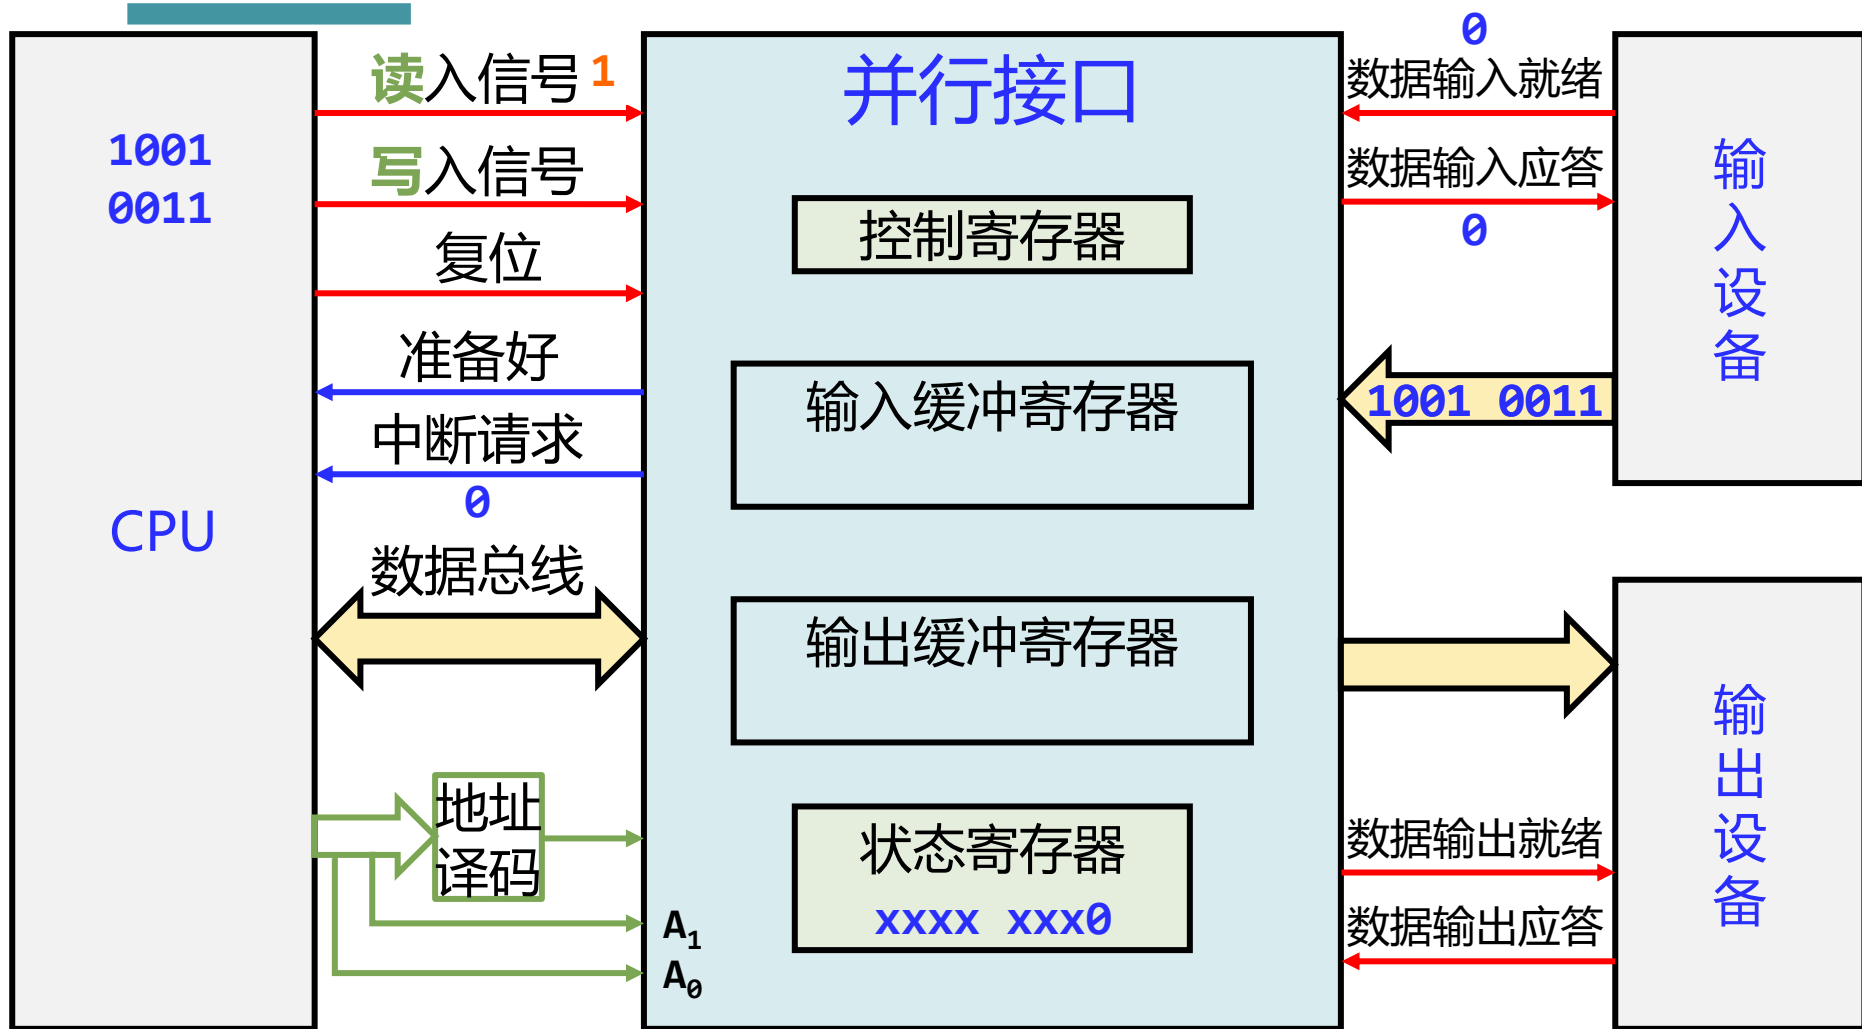 1001
0011
CPU
读入信号 1
写入信号
复位
准备好
中断请求
0
数据总线
地址
译码
并行接口
控制寄存器
输入缓冲寄存器
输出缓冲寄存器
状态寄存器
xxxx xxx0
A1
A0
0
数据输入就绪
数据输入应答
0
1001 0011
数据输出就绪
数据输出应答
输
入
设
备
输
出
设
备